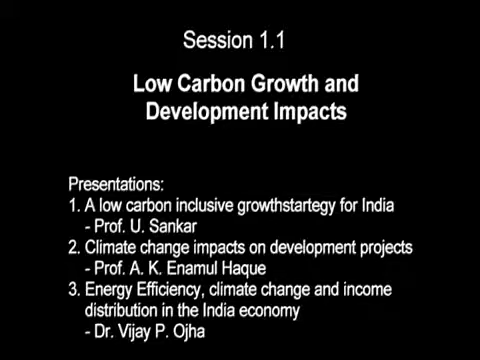 Session 1.1
Low Carbon Growth and
Development Impacts
Presentations:
1. A low carbon inclusive growthstartegy for India
- Prof. U. Sankar
2. Climate change impacts on development projects
- Prof. A. K. Enamul Haque
3. Energy Efficiency, climate change and income
distribution in the India economy
- Dr. Vijay P. Ojha